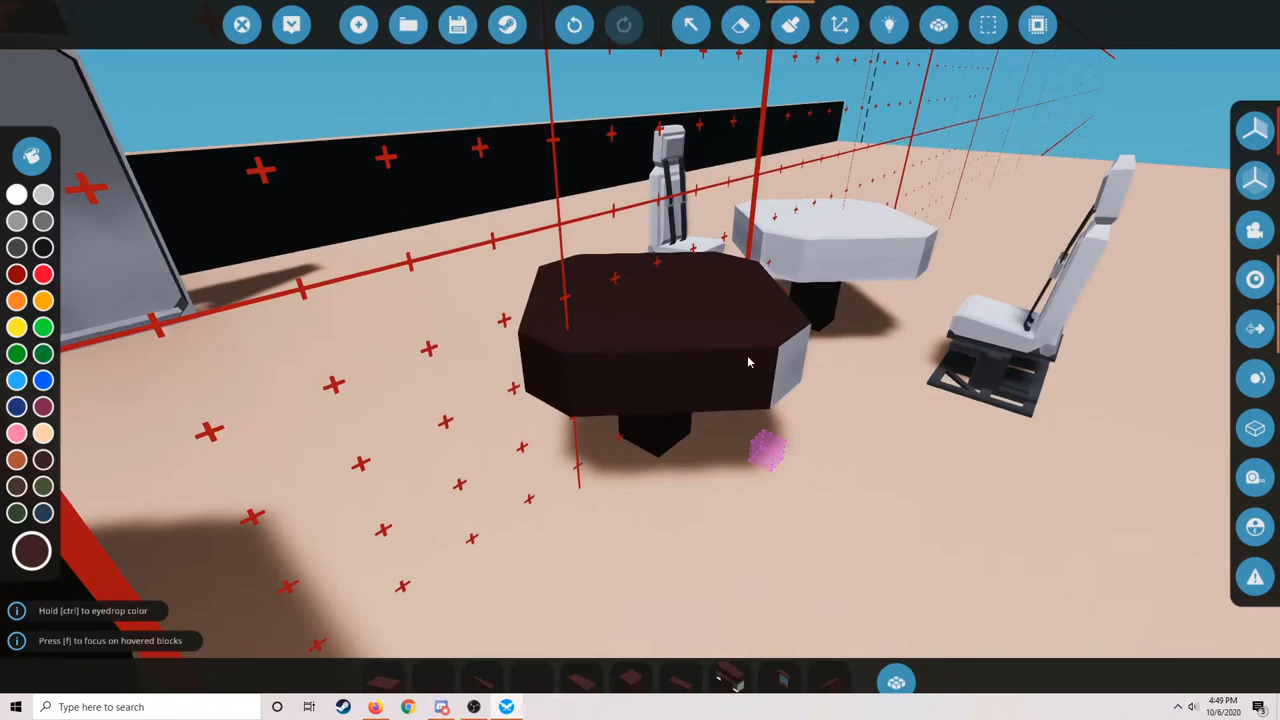 Hold [ctrl] to eyedrop color
Press [f] to focus on hovered blocks
Type here to search
4:49 PM
10/6/2020
3